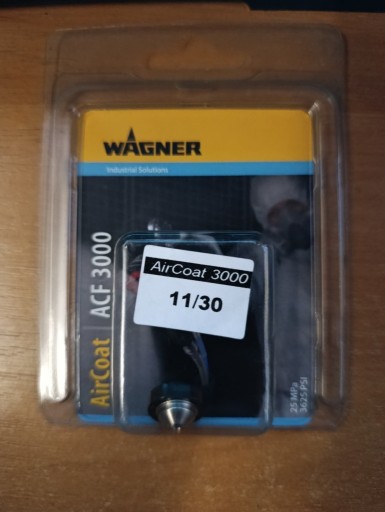 WAGNER
Industrial Solutions
AirCoat | ACF 3000
AirCoat 3000
11/30
25 MPa
3625 PSI